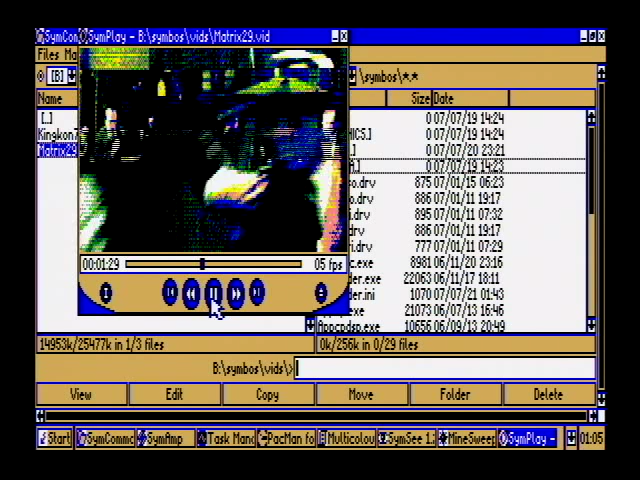 SymPlay - B:\symbos\vids\Matrix29.vid
Files
[B]
\symbos\*.*
Name
Size Date
[.]
0 07/07/19 14:24
Kingkon
0 07/07/19 14:24
Matrix29
0 07/07/20 23:21
0 07/07/19 14:23
875 07/01/15 06:23
886 07/01/11 19:17
895 07/01/11 07:32
886 07/01/11 19:17
777 07/01/11 07:29
8981 06/11/20 23:16
22063 06/11/17 18:11
1070 07/07/21 01:43
21073 06/07/13 16:46
Appcpdsp.exe 10656 06/09/13 20:49
00:01:29
05 fps
14953k/25477k in 1/3 files
0k/256k in 0/29 files
B:\symbos\vids\>
View Edit Copy Move Folder Delete
Start SymComm SymAmp Task Mana PacMan fo Multicolou SymSee 1. MineSweep SymPlay - 01:05